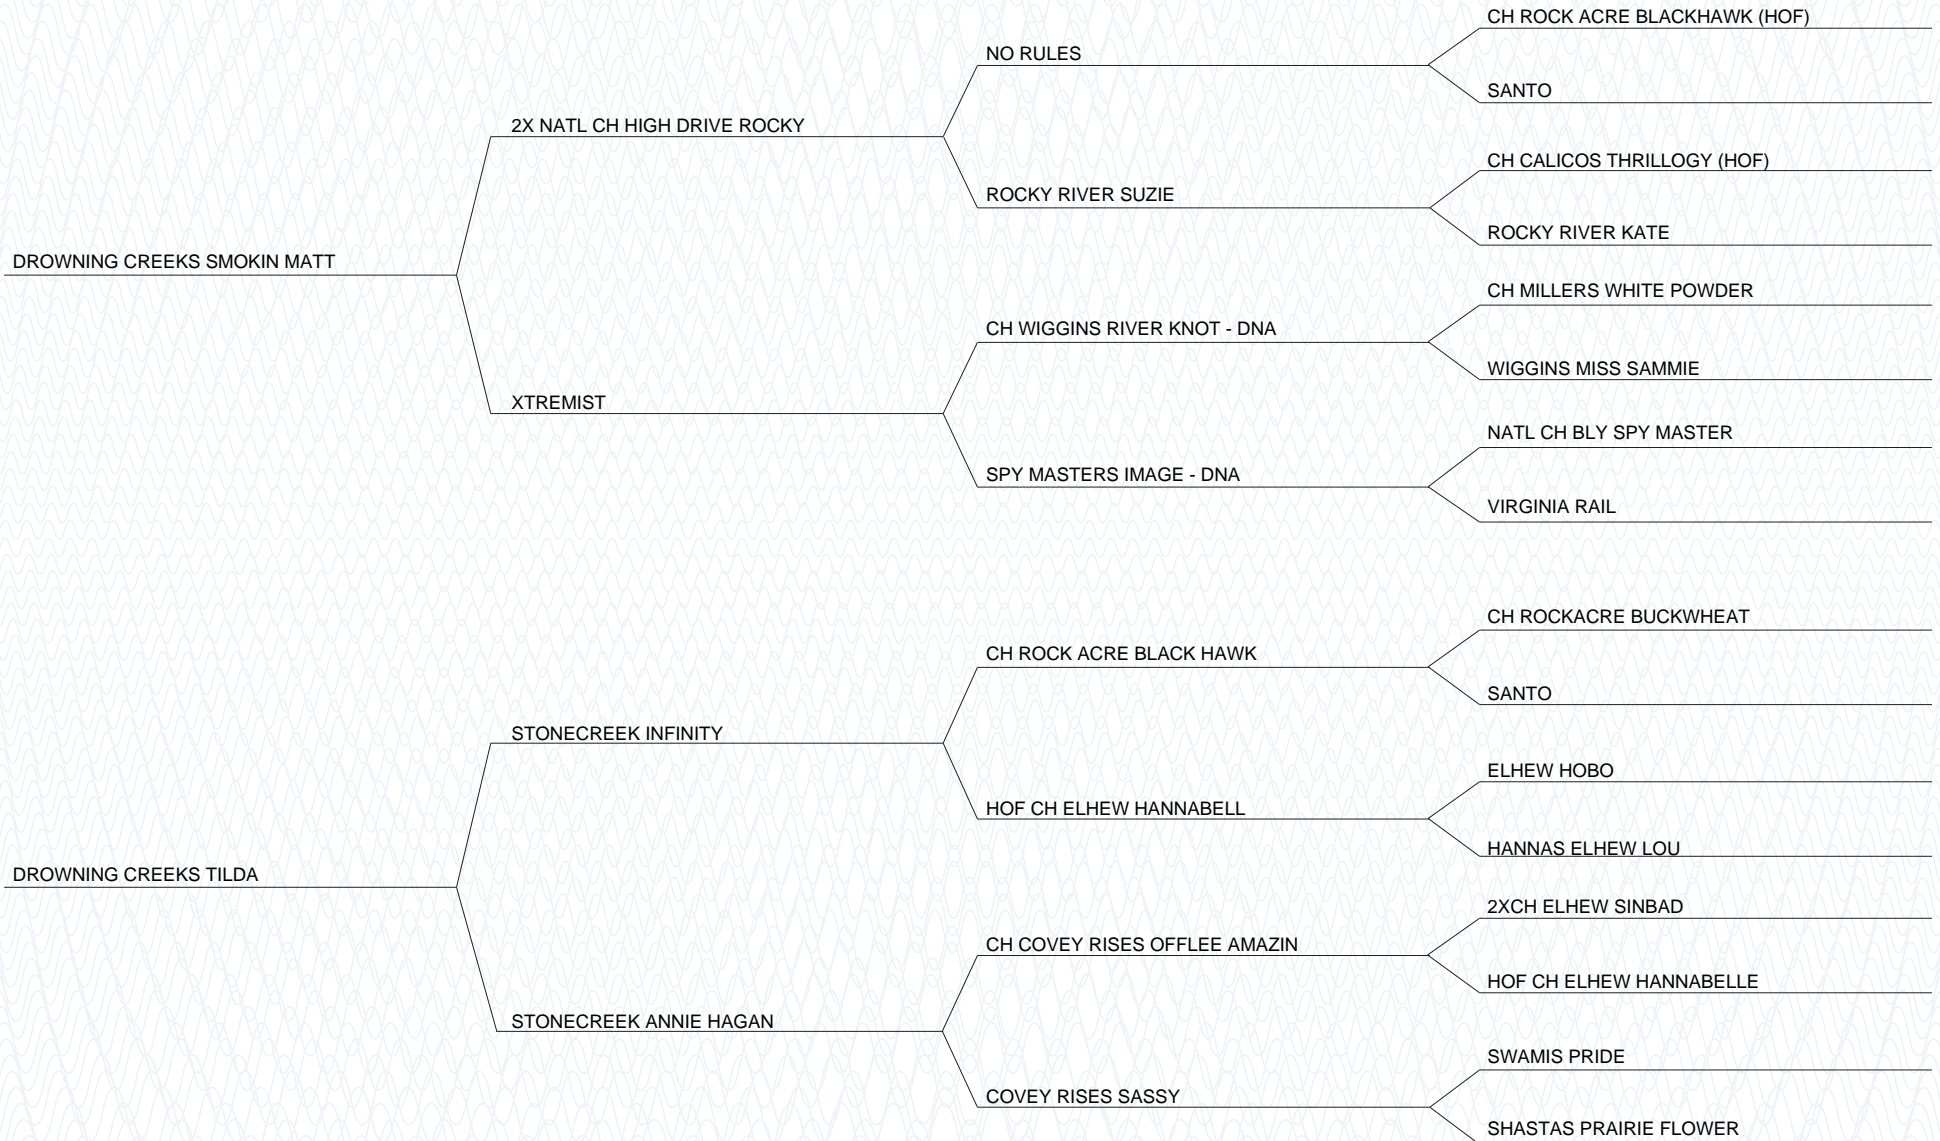 CH ROCK ACRE BLACKHAWK (HOF)
NO RULES
SANTO
2X NATL CH HIGH DRIVE ROCKY
CH CALICOS THRILLOGY (HOF)
ROCKY RIVER SUZIE
ROCKY RIVER KATE
DROWNING CREEKS SMOKIN MATT
CH MILLERS WHITE POWDER
CH WIGGINS RIVER KNOT - DNA
WIGGINS MISS SAMMIE
XTREMIST
NATL CH BLY SPY MASTER
SPY MASTERS IMAGE - DNA
VIRGINIA RAIL
CH ROCKACRE BUCKWHEAT
CH ROCK ACRE BLACK HAWK
SANTO
STONECREEK INFINITY
ELHEW HOBO
HOF CH ELHEW HANNABELL
HANNAS ELHEW LOU
DROWNING CREEKS TILDA
2XCH ELHEW SINBAD
CH COVEY RISES OFFLEE AMAZIN
HOF CH ELHEW HANNABELLE
STONECREEK ANNIE HAGAN
SWAMIS PRIDE
COVEY RISES SASSY
SHASTAS PRAIRIE FLOWER